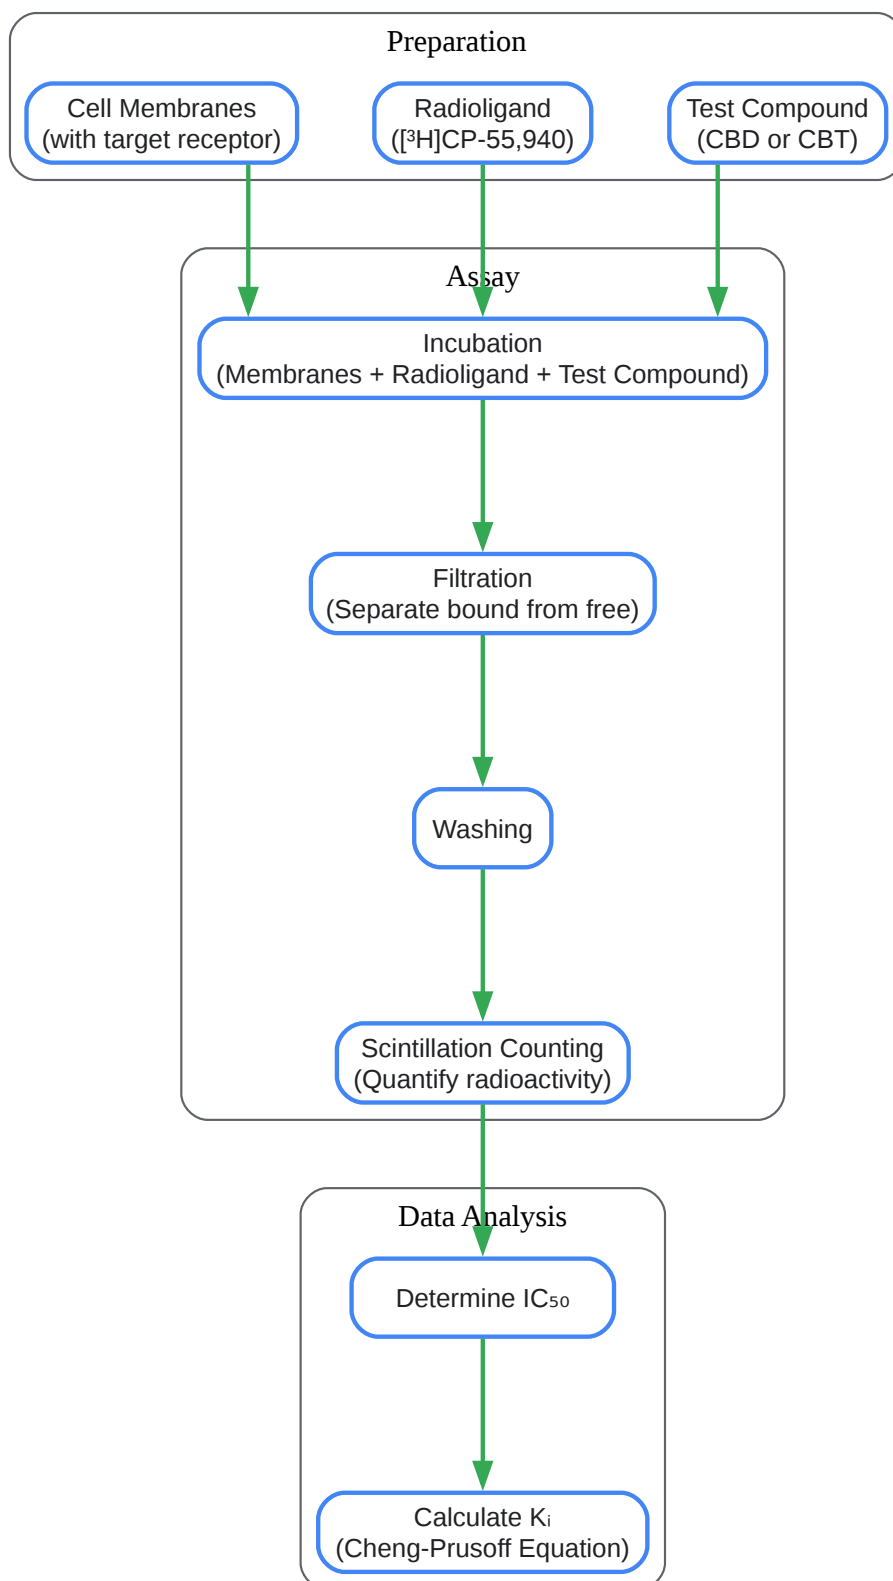 Preparation
Cell Membranes
(with target receptor)
Radioligand
([³H]CP-55,940)
Test Compound
(CBD or CBT)
Assay
Incubation
(Membranes + Radioligand + Test Compound)
Filtration
(Separate bound from free)
Washing
Scintillation Counting
(Quantify radioactivity)
Data Analysis
Determine IC₅₀
Calculate Kᵢ
(Cheng-Prusoff Equation)